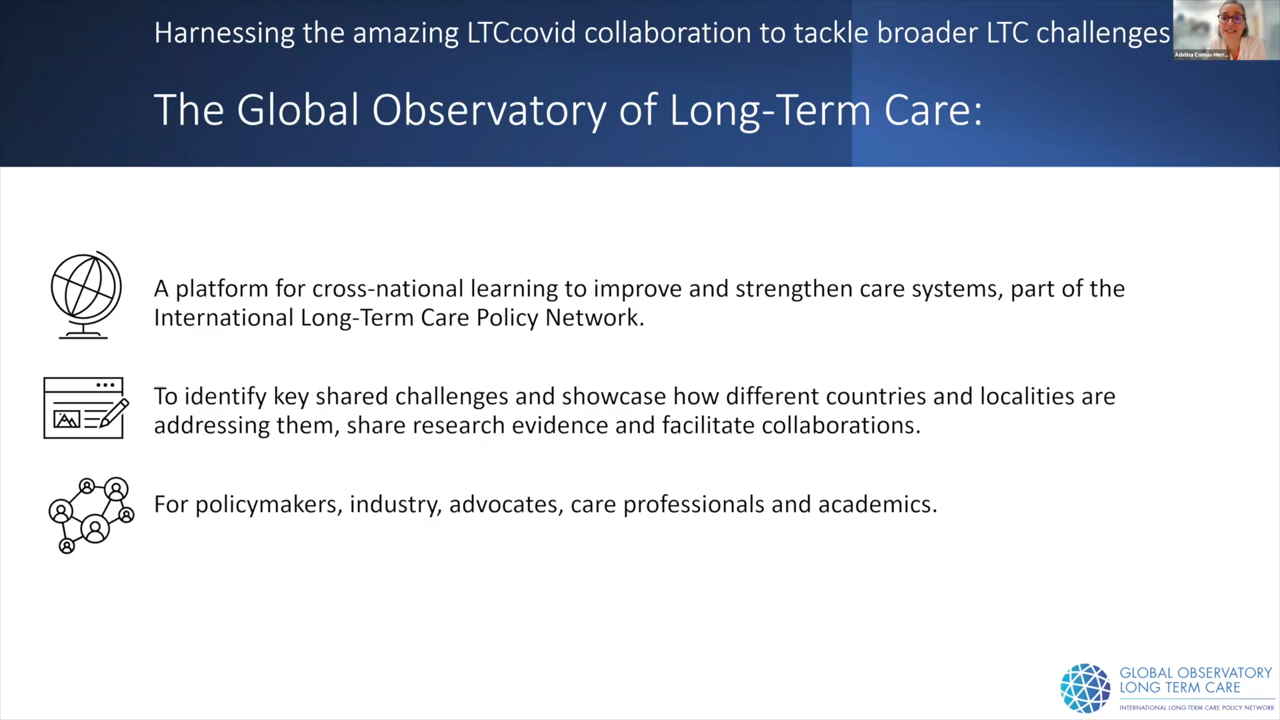 Harnessing the amazing LTCcovid collaboration to tackle broader LTC challenges
Adelina Comas-Herr...
The Global Observatory of Long-Term Care:
A platform for cross-national learning to improve and strengthen care systems, part of the
International Long-Term Care Policy Network.
To identify key shared challenges and showcase how different countries and localities are
addressing them, share research evidence and facilitate collaborations.
For policymakers, industry, advocates, care professionals and academics.
GLOBAL OBSERVATORY
LONG TERM CARE
INTERNATIONAL LONG-TERM CARE POLICY NETWORK